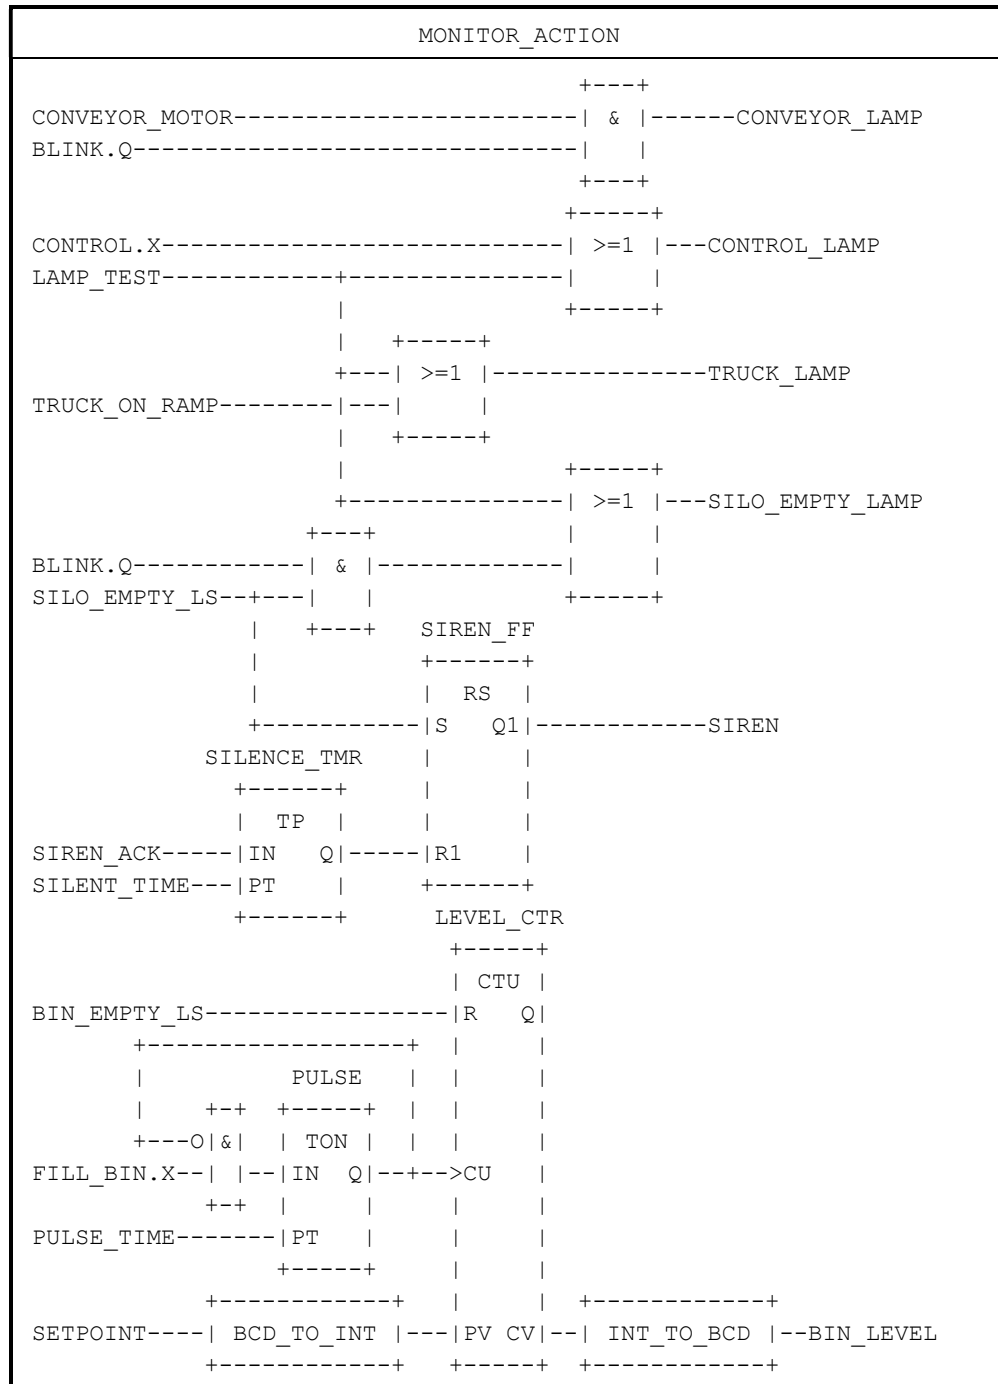 MONITOR_ACTION
&
CONVEYOR_MOTOR CONVEYOR_LAMP
BLINK.Q
CONTROL.X >=1 CONTROL_LAMP
LAMP_TEST
>=1 TRUCK_LAMP
TRUCK_ON_RAMP
>=1 SILO_EMPTY_LAMP
BLINK.Q &
SILO_EMPTY_LS
SIREN_FF
RS
S Q1 SIREN
SILENCE_TMR
TP
SIREN_ACK IN Q R1
SILENT_TIME PT
LEVEL_CTR
CTU
BIN_EMPTY_LS R Q
PULSE
O & TON
FILL_BIN.X IN Q >CU
PULSE_TIME PT
SETPOINT BCD_TO_INT PV CV INT_TO_BCD BIN_LEVEL